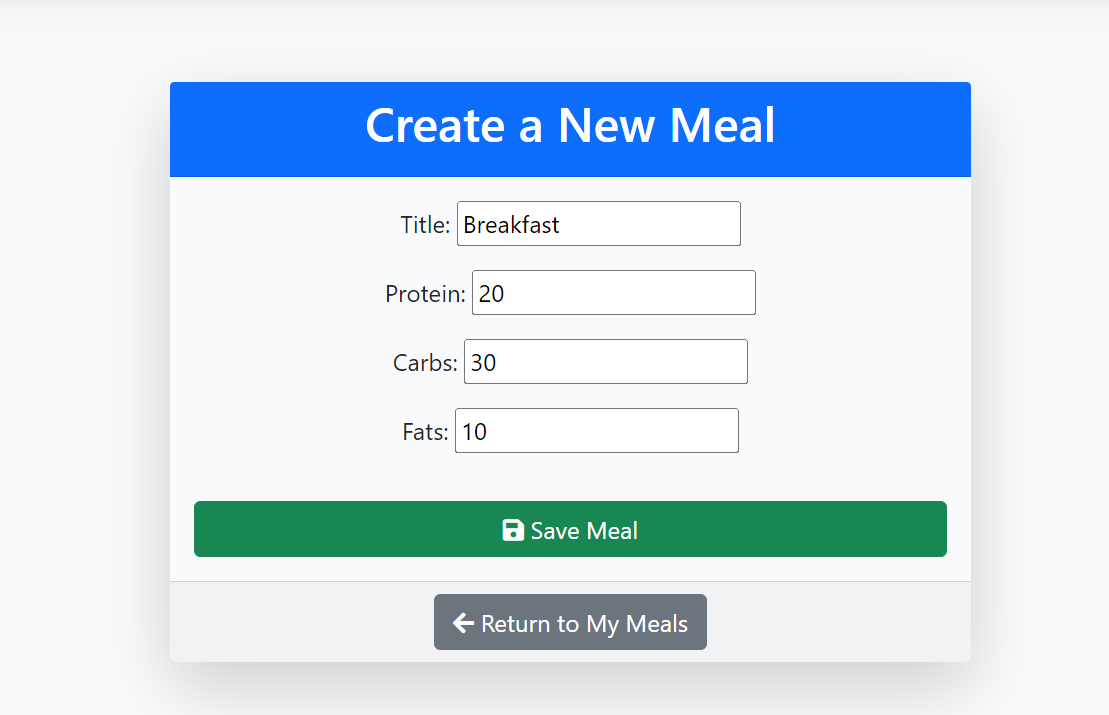 Create a New Meal
Title: Breakfast
Protein: 20
Carbs: 30
Fats: 10
Save Meal
Return to My Meals